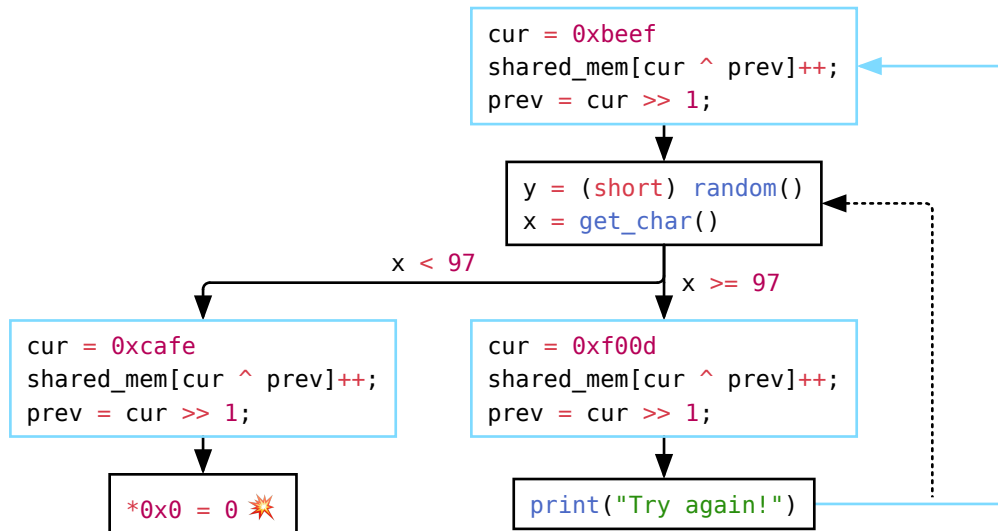 cur = 0xbeef
shared_mem[cur ^ prev]++;
prev = cur >> 1;
y = (short) random()
x = get_char()
x < 97
x >= 97
cur = 0xcafe
shared_mem[cur ^ prev]++;
prev = cur >> 1;
cur = 0xf00d
shared_mem[cur ^ prev]++;
prev = cur >> 1;
*0x0 = 0 💥
print("Try again!")